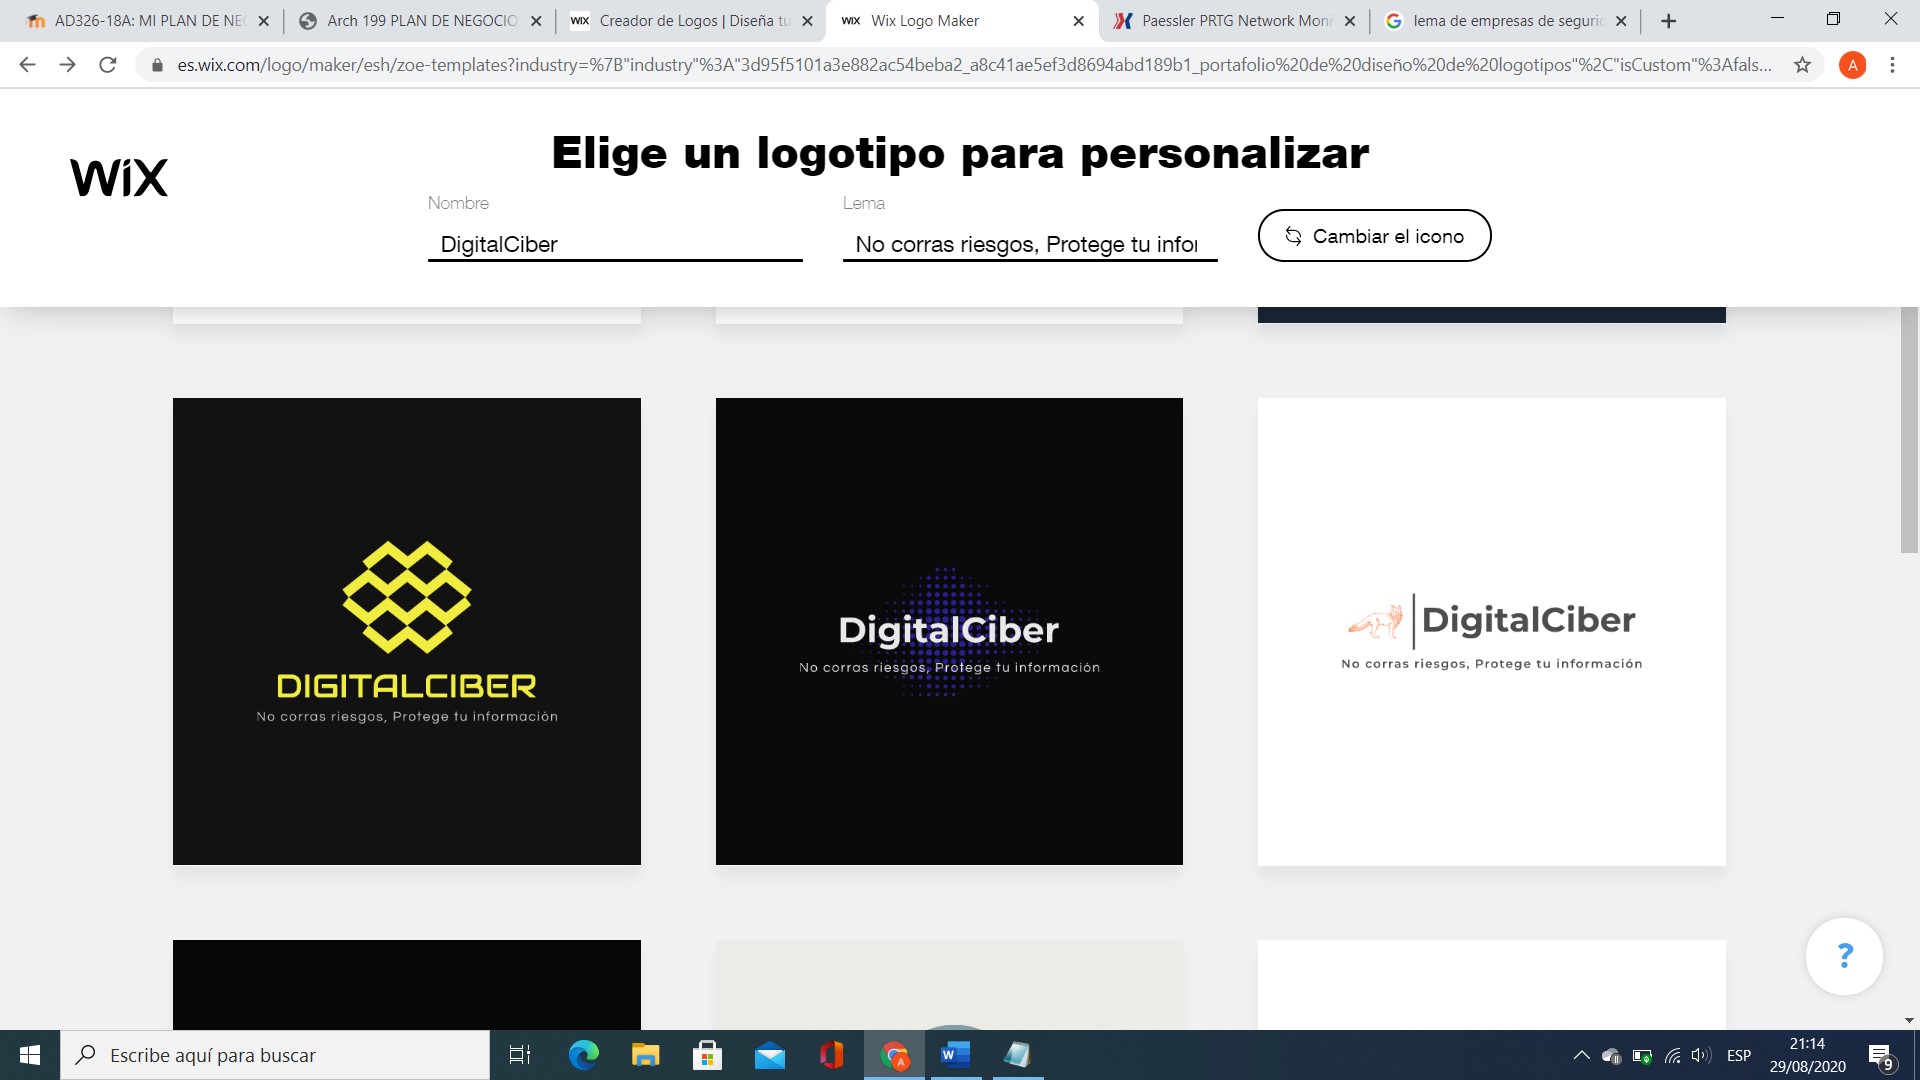 AD326-18A: MI PLAN DE NEG
Arch 199 PLAN DE NEGOCIO
WIX Creador de Logos | Diseña tu
WIX Wix Logo Maker
Paessler PRTG Network Moni
lema de empresas de seguric
es.wix.com/logo/maker/esh/zoe-templates?industry=%7B"industry"%3A"3d95f5101a3e882ac54beba2_a8c41ae5ef3d8694abd189b1_portafolio%20de%20diseño%20de%20logotipos"%2C"isCustom"%3Afals...
A
WiX
Elige un logotipo para personalizar
Nombre
Lema
DigitalCiber
No corras riesgos, Protege tu infor
Cambiar el icono
DIGITALCIBER
No corras riesgos, Protege tu información
DigitalCiber
No corras riesgos, Protege tu información
DigitalCiber
No corras riesgos, Protege tu información
?
Escribe aquí para buscar
ESP
21:14
29/08/2020
9